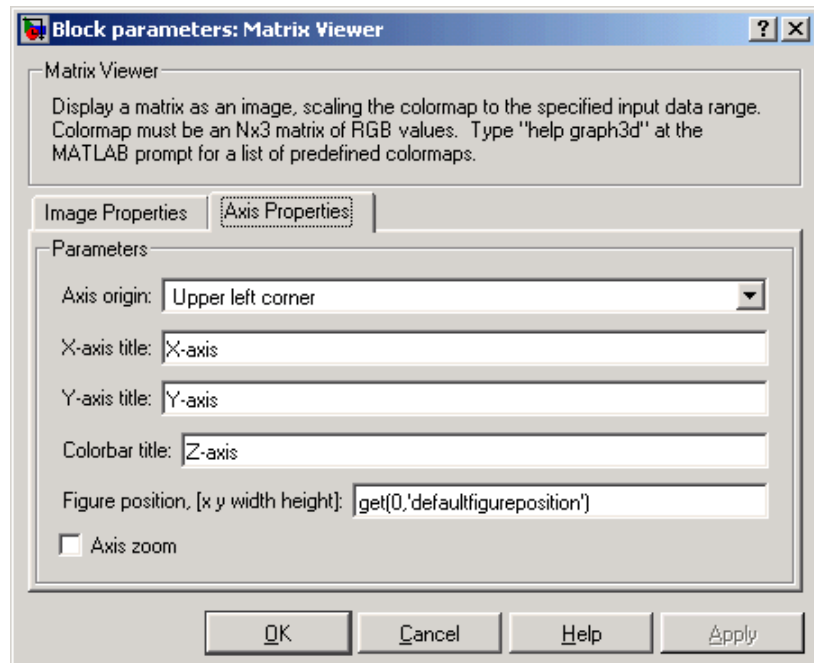 Block parameters: Matrix Viewer
Matrix Viewer
Display a matrix as an image, scaling the colormap to the specified input data range.
Colormap must be an Nx3 matrix of RGB values.  Type "help graph3d" at the
MATLAB prompt for a list of predefined colormaps.
Image Properties
Axis Properties
Parameters
Axis origin: Upper left corner
X-axis title: X-axis
Y-axis title: Y-axis
Colorbar title: Z-axis
Figure position, [x y width height]: get(0,'defaultfigureposition')
Axis zoom
OK Cancel Help Apply